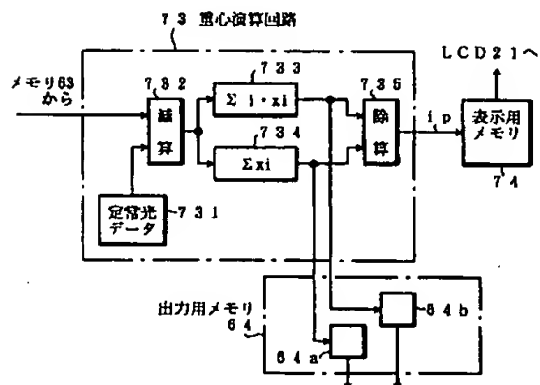 ７３ 重心演算回路
LCD21へ
メモリ63から
７３２
減算
７３３
Σｉ・xi
７３４
Σxi
７３５
除算
ip
表示用メモリ
７４
定常光データ
７３１
出力用メモリ
６４
６４a
６４b